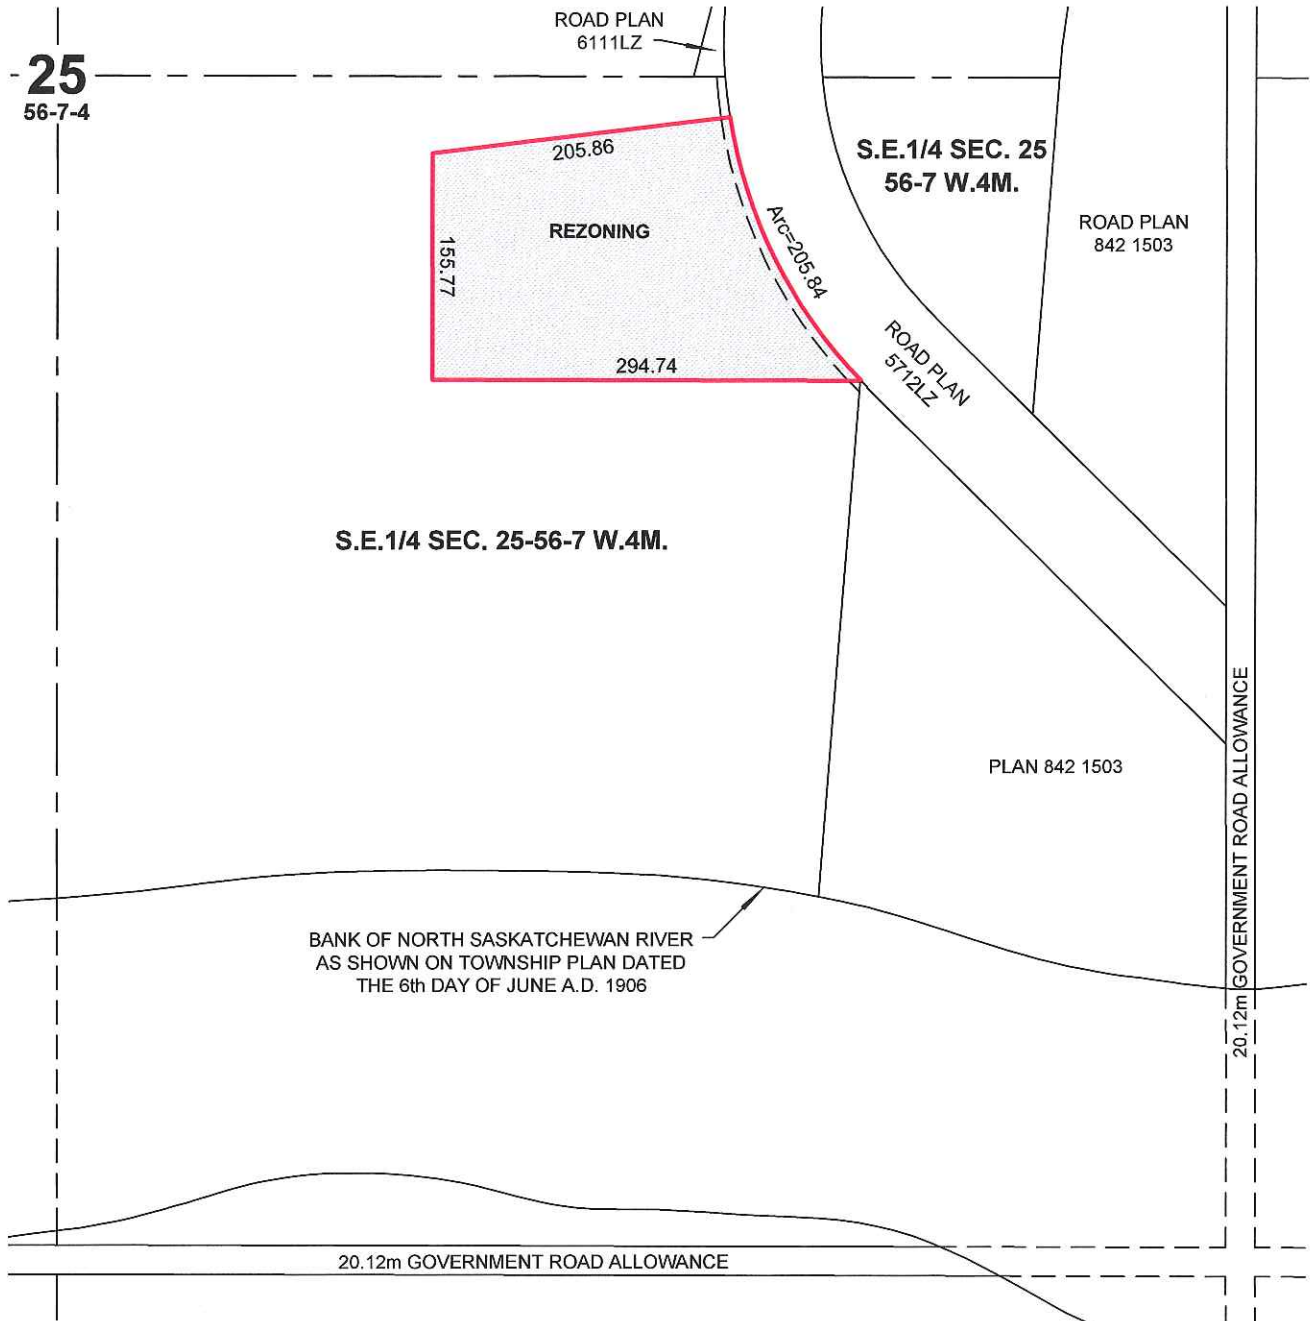 ROAD PLAN
6111LZ
25
56-7-4
205.86
S.E.1/4 SEC. 25
56-7 W.4M.
ROAD PLAN
842 1503
REZONING
Arc=205.84
155.77
ROAD PLAN
5712LZ
294.74
S.E.1/4 SEC. 25-56-7 W.4M.
PLAN 842 1503
20.12m GOVERNMENT ROAD ALLOWANCE
BANK OF NORTH SASKATCHEWAN RIVER
AS SHOWN ON TOWNSHIP PLAN DATED
THE 6th DAY OF JUNE A.D. 1906
20.12m GOVERNMENT ROAD ALLOWANCE